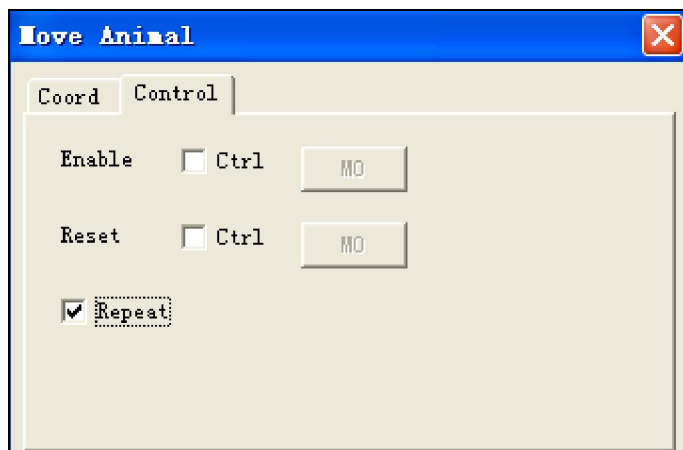 Move Animal
Coord Control
Enable Ctrl M0
Reset Ctrl M0
Repeat